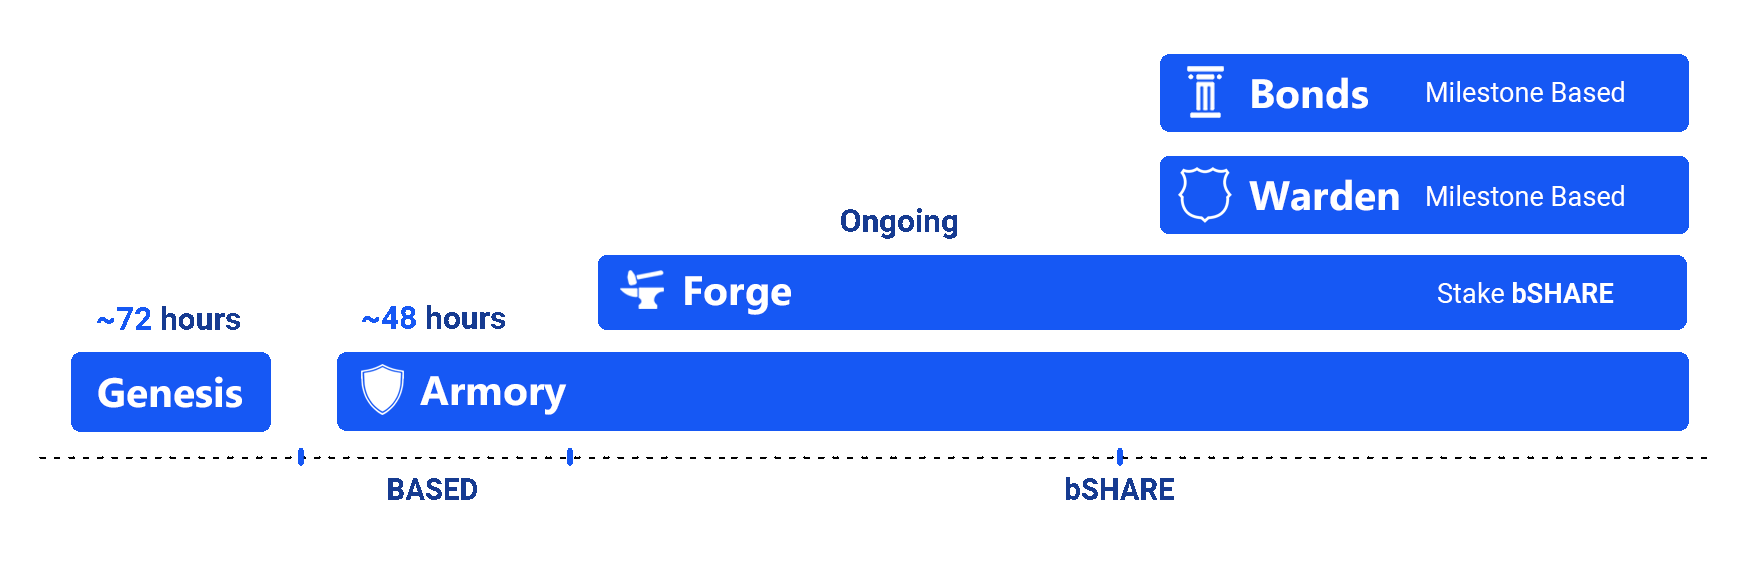 Bonds Milestone Based
Warden Milestone Based
Ongoing
Forge Stake bSHARE
~72 hours
~48 hours
Genesis
Armory
BASED
bSHARE